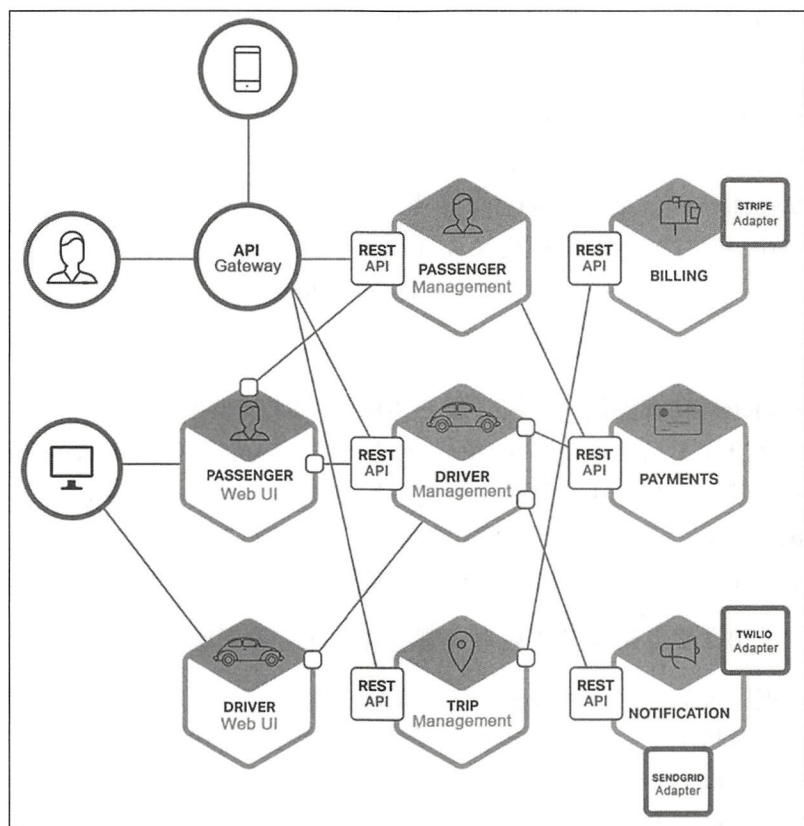 API
Gateway
REST
API
PASSENGER
Management
REST
API
BILLING
STRIPE
Adapter
PASSENGER
Web UI
REST
API
DRIVER
Management
REST
API
PAYMENTS
DRIVER
Web UI
REST
API
TRIP
Management
REST
API
NOTIFICATION
TWILIO
Adapter
SENDGRID
Adapter